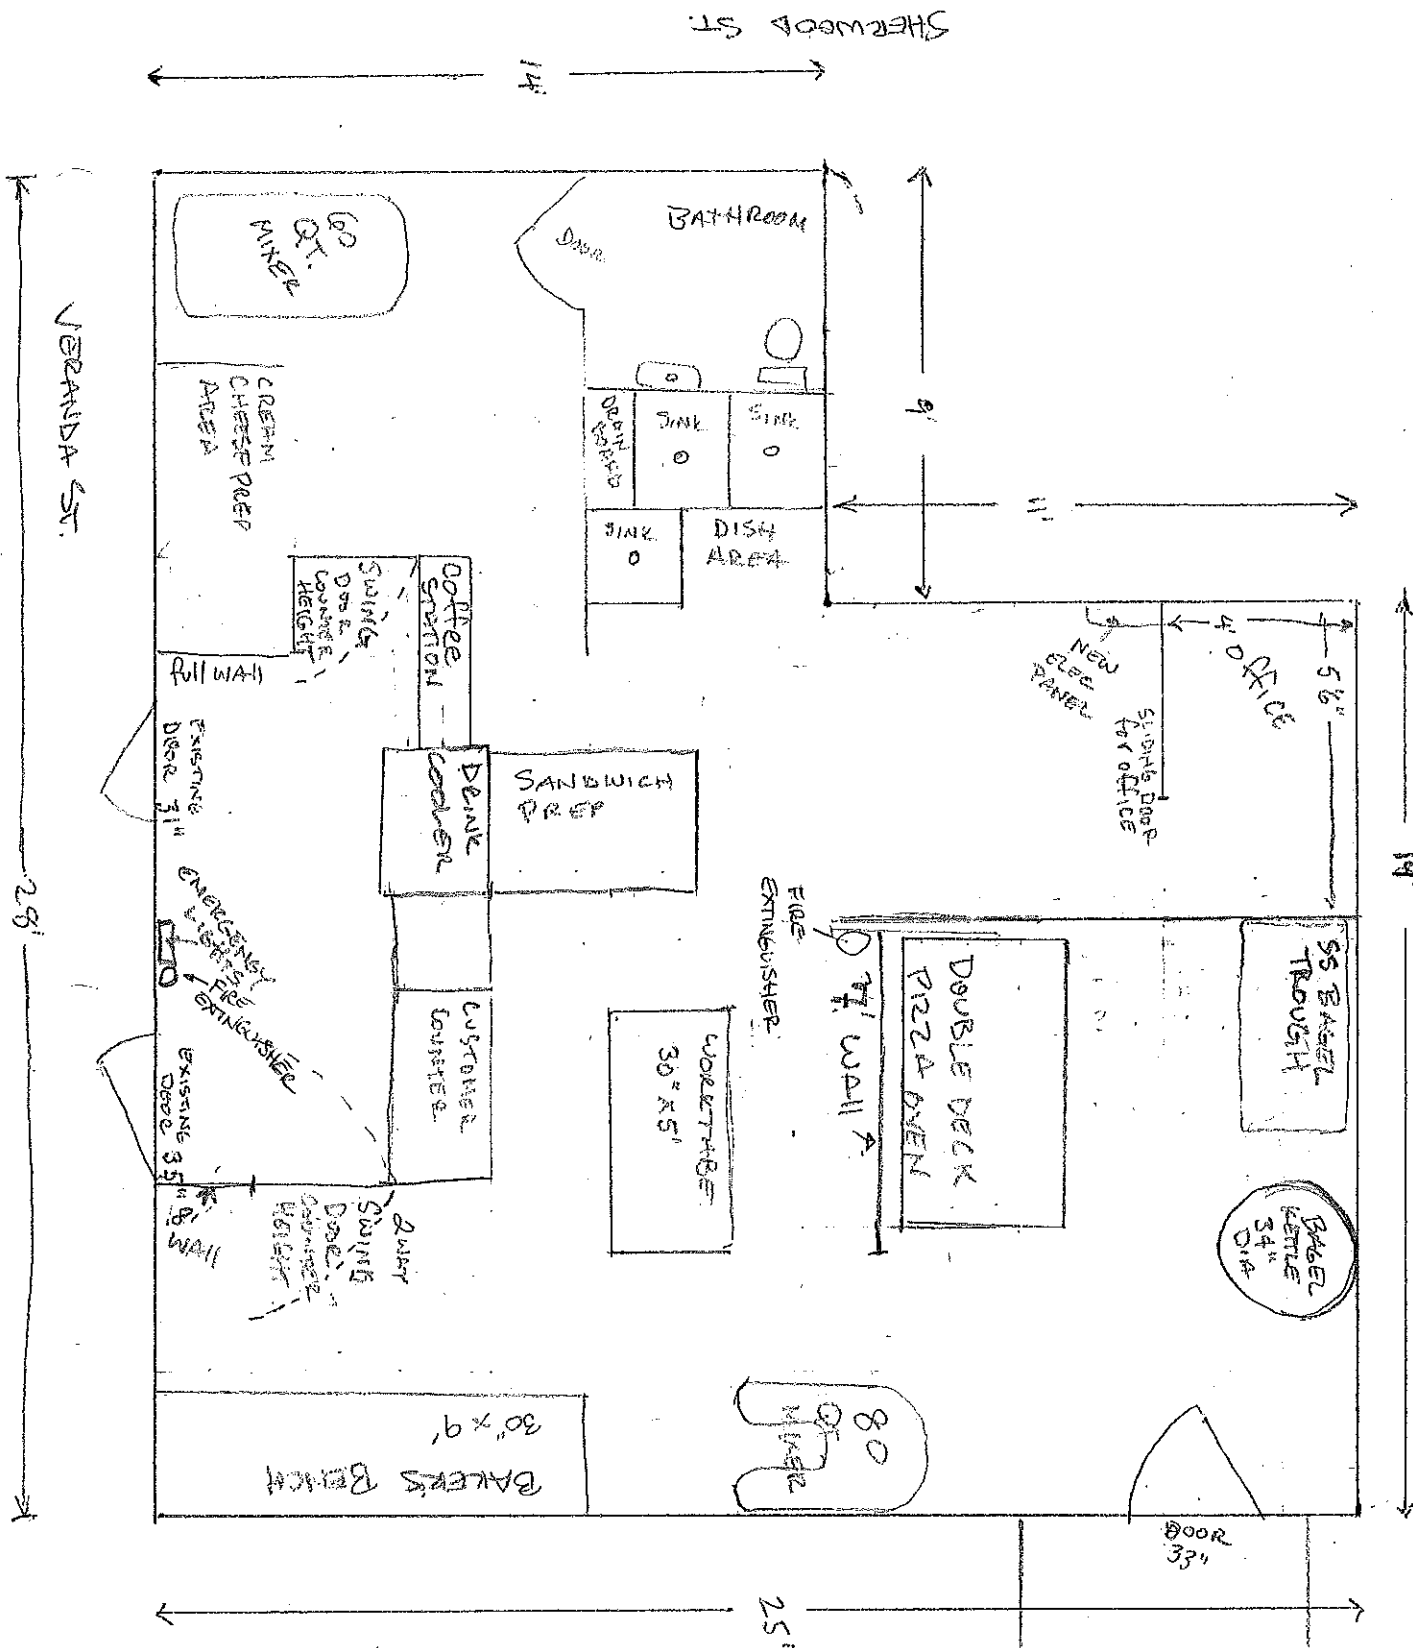 SHERWOOD ST.
14'
60
QT.
MIXER
BATHROOM
DOOR
9'
VERANDA ST.
28'
CREAM
CHEESE PREP
AREA
DRAIN
BOARD
SINK
SINK
SINK
DISH
AREA
11'
SWING
DOOR
COUNTER
HEIGHT
COFFEE
STATION
full WALL
EXISTING
DOOR 31"
DRINK
COOLER
SANDWICH
PREP
NEW
ELEC
PANEL
4' OFFICE
5'6"
SLIDING DOOR
for office
14'
EMERGENCY
LIGHTS
FIRE
EXTINGUISHER
FIRE
EXTINGUISHER
CUSTOMER
COUNTER
WORKTABE
30" x 5'
WALL
DOUBLE DECK
PIZZA OVEN
SS BAGEL
TROUGH
EXISTING
DOOR 35"
8'
WALL
2 WAY
SWING
DOOR.
COUNTER
HEIGHT
BAGEL
KETTLE
34"
DIA
BAKERS BENCH
30" x 9'
80
QT
MIXER
DOOR
33"
25'